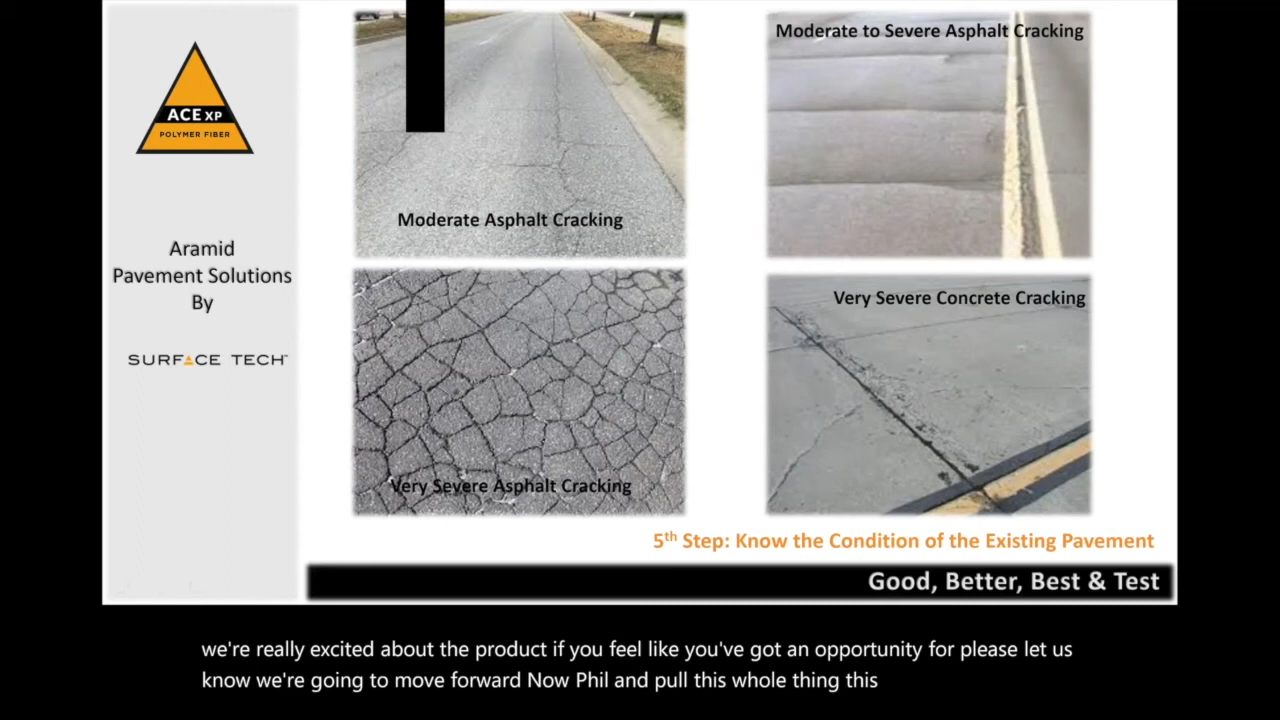 ACE XP
POLYMER FIBER
Aramid
Pavement Solutions
By
SURFACE TECH
Moderate Asphalt Cracking
Moderate to Severe Asphalt Cracking
Very Severe Asphalt Cracking
Very Severe Concrete Cracking
5th Step: Know the Condition of the Existing Pavement
Good, Better, Best & Test
we're really excited about the product if you feel like you've got an opportunity for please let us
know we're going to move forward Now Phil and pull this whole thing this